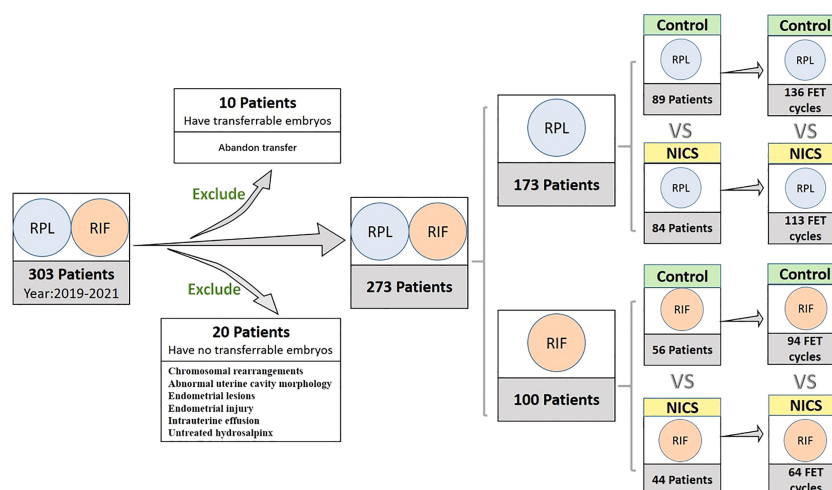 RPL
RIF
303 Patients
Year:2019-2021
10 Patients
Have transferrable embryos
Abandon transfer
Exclude
Exclude
20 Patients
Have no transferrable embryos
Chromosomal rearrangements
Abnormal uterine cavity morphology
Endometrial lesions
Endometrial injury
Intrauterine effusion
Untreated hydrosalpinx
RPL
RIF
273 Patients
RPL
173 Patients
RIF
100 Patients
Control
RPL
89 Patients
VS
NICS
RPL
84 Patients
Control
RPL
136 FET
cycles
VS
NICS
RPL
113 FET
cycles
Control
RIF
56 Patients
VS
NICS
RIF
44 Patients
Control
RIF
94 FET
cycles
VS
NICS
RIF
64 FET
cycles